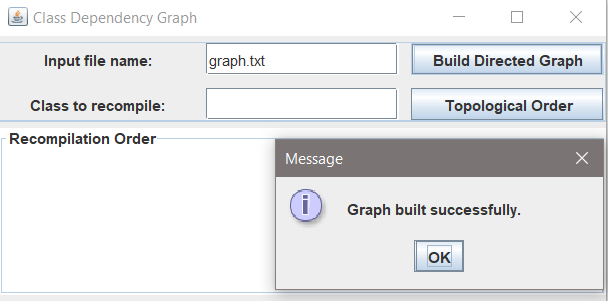 Class Dependency Graph
Input file name: graph.txt Build Directed Graph
Class to recompile: Topological Order
Recompilation Order
Message
Graph built successfully.
OK